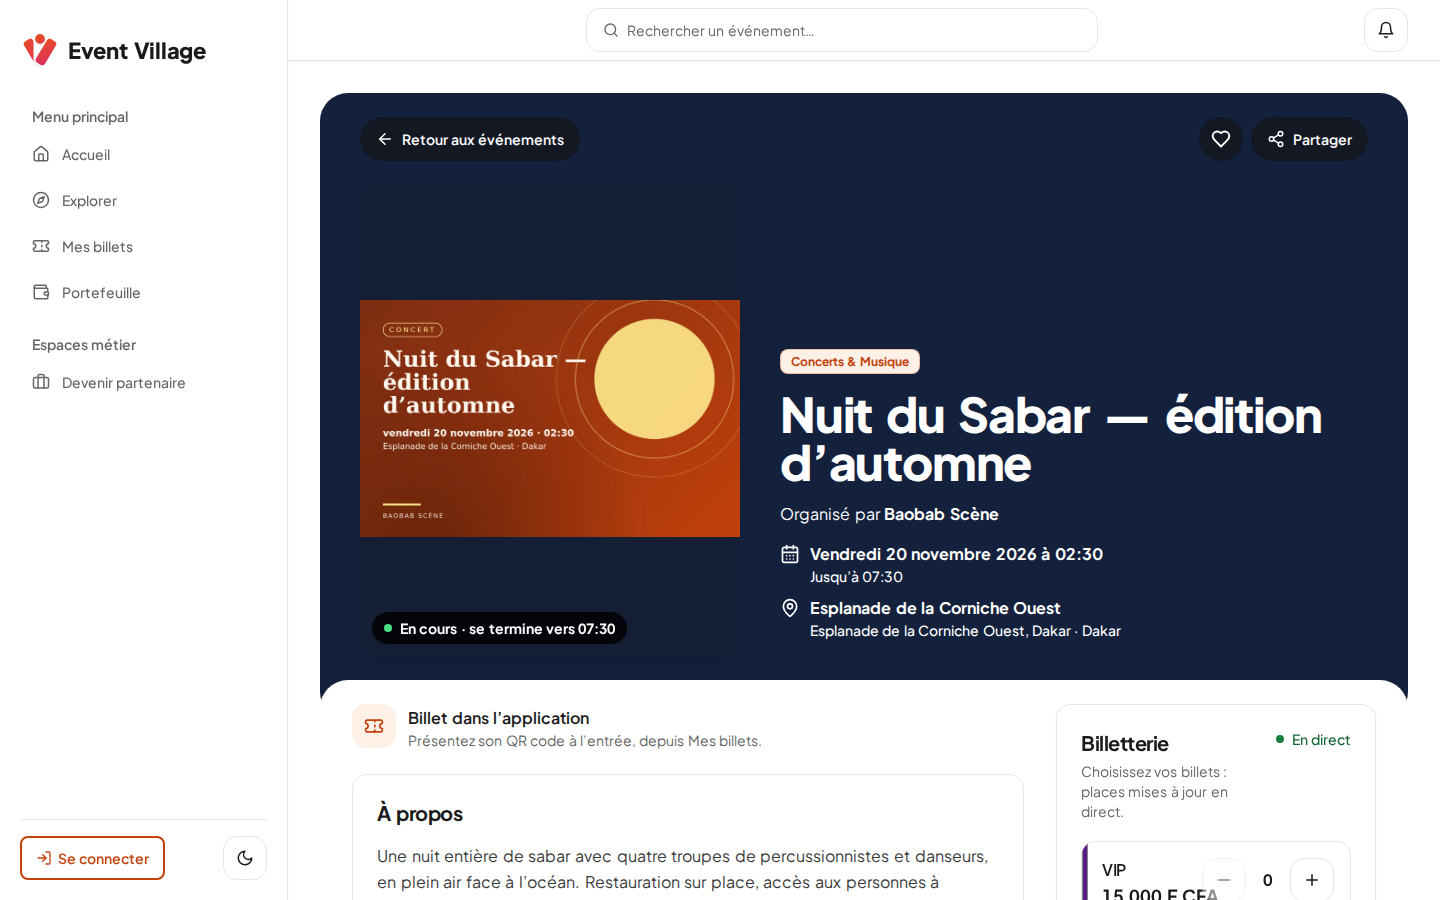 Event Village
Rechercher un événement…
Menu principal
Accueil
Explorer
Mes billets
Portefeuille
Espaces métier
Devenir partenaire
Se connecter
Retour aux événements
Partager
CONCERT
Nuit du Sabar —
édition
d’automne
vendredi 20 novembre 2026 · 02:30
Esplanade de la Corniche Ouest · Dakar
BAOBAB SCÈNE
En cours · se termine vers 07:30
Concerts & Musique
Nuit du Sabar — édition
d’automne
Organisé par Baobab Scène
Vendredi 20 novembre 2026 à 02:30
Jusqu’à 07:30
Esplanade de la Corniche Ouest
Esplanade de la Corniche Ouest, Dakar · Dakar
Billet dans l’application
Présentez son QR code à l’entrée, depuis Mes billets.
À propos
Une nuit entière de sabar avec quatre troupes de percussionnistes et danseurs,
en plein air face à l’océan. Restauration sur place, accès aux personnes à
Billetterie
En direct
Choisissez vos billets :
places mises à jour en
direct.
VIP
15 000 F CFA
0